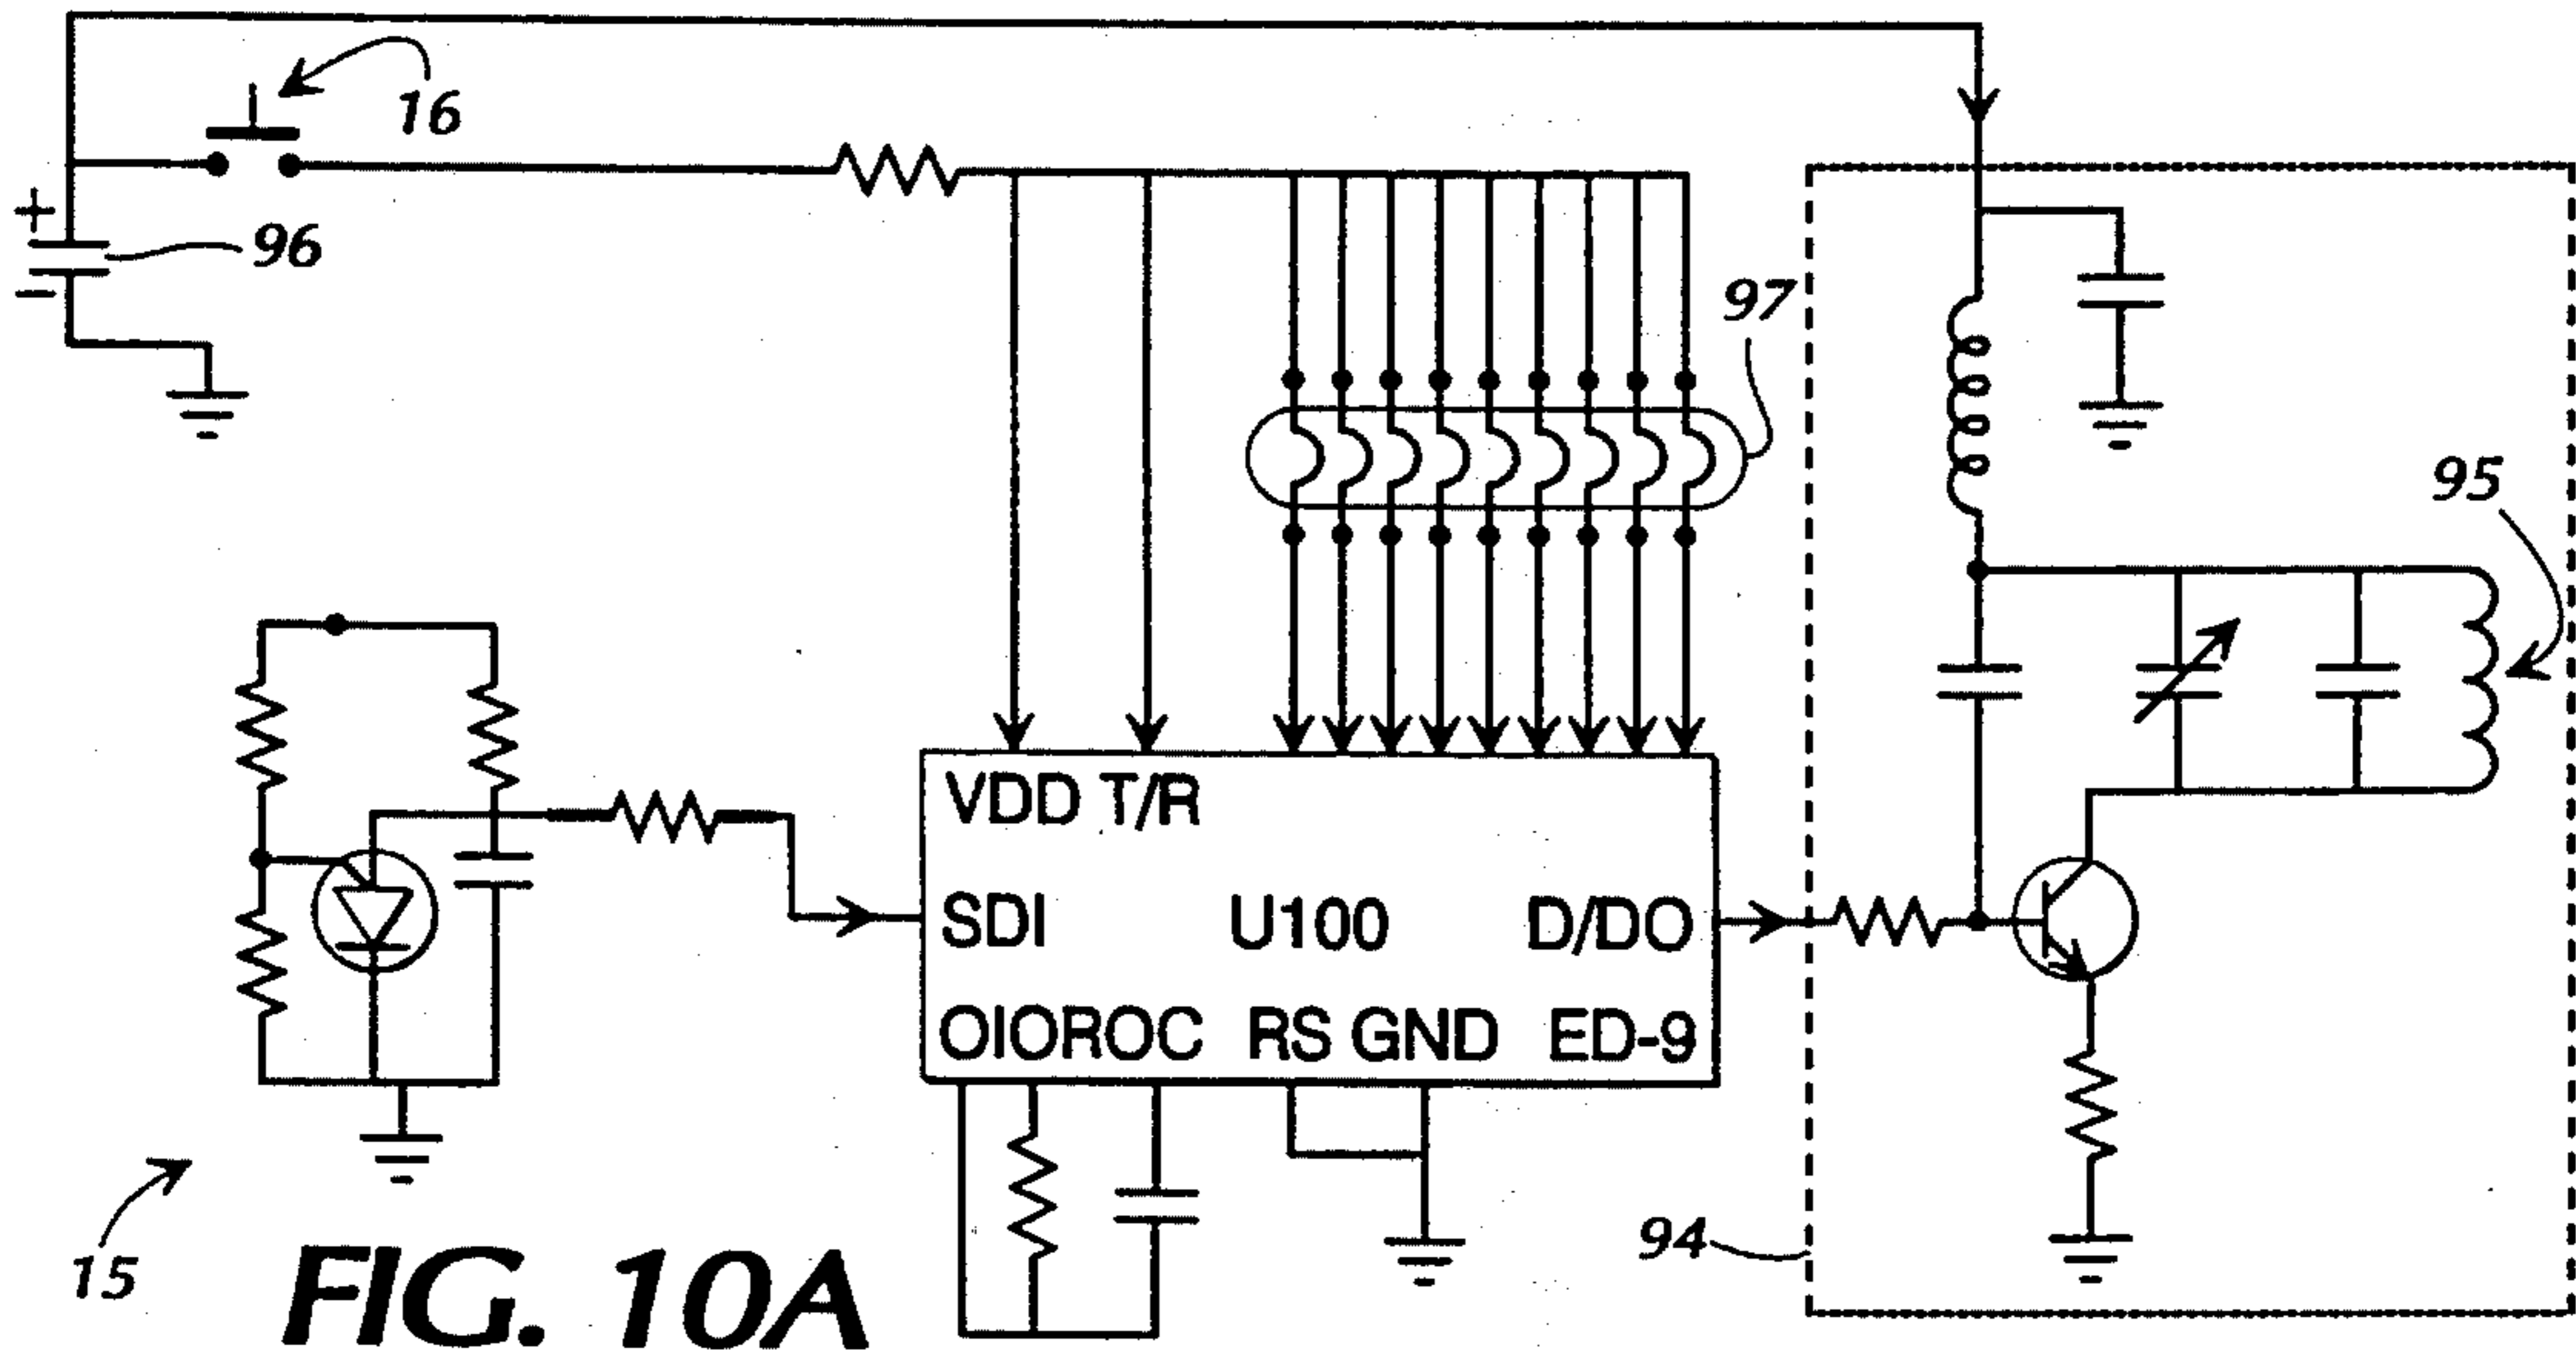 16
+
96
−
97
95
VDD T/R
SDI U100 D/DO
OIOROC RS GND ED-9
94
15
FIG. 10A